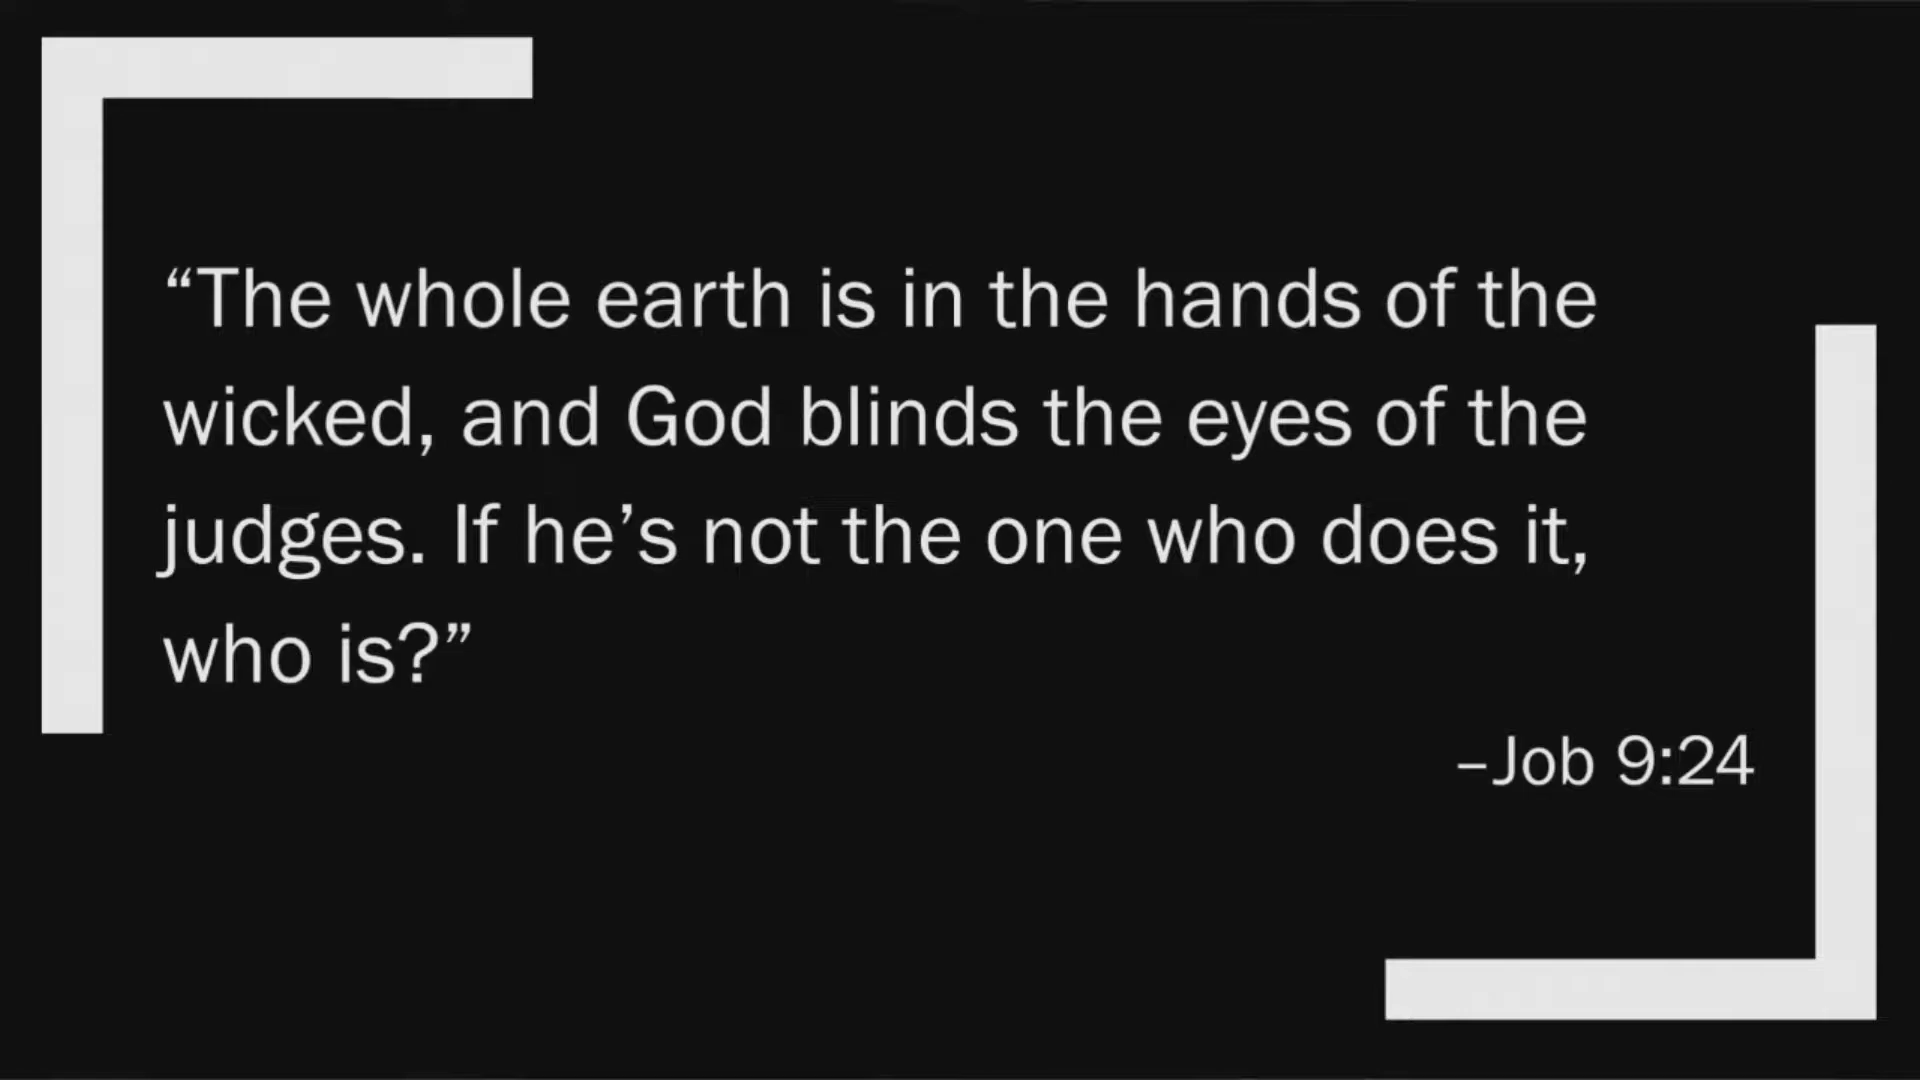 “The whole earth is in the hands of the
wicked, and God blinds the eyes of the
judges. If he’s not the one who does it,
who is?”
–Job 9:24